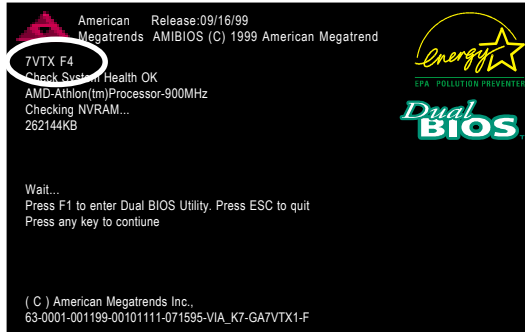 American Release:09/16/99
Megatrends AMIBIOS (C) 1999 American Megatrend
energy
EPA POLLUTION PREVENTER
Dual
BIOS
TM
7VTX F4
Check System Health OK
AMD-Athlon(tm)Processor-900MHz
Checking NVRAM...
262144KB
Wait...
Press F1 to enter Dual BIOS Utility. Press ESC to quit
Press any key to contiune
( C ) American Megatrends Inc.,
63-0001-001199-00101111-071595-VIA_K7-GA7VTX1-F